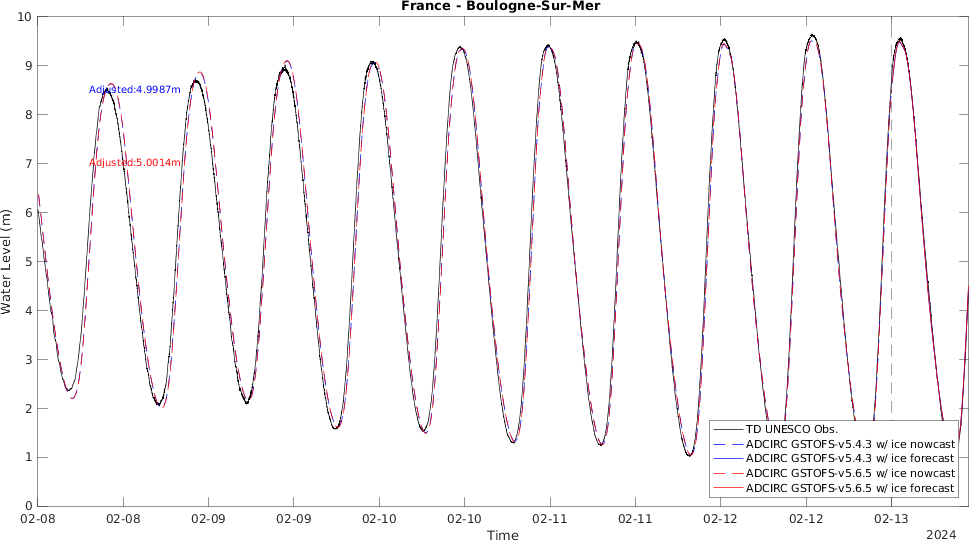 France - Boulogne-Sur-Mer
10
9
8
7
6
5
4
3
2
1
0
Water Level (m)
Adjusted:4.9987m
Adjusted:5.0014m
TD UNESCO Obs.
ADCIRC GSTOFS-v5.4.3 w/ ice nowcast
ADCIRC GSTOFS-v5.4.3 w/ ice forecast
ADCIRC GSTOFS-v5.6.5 w/ ice nowcast
ADCIRC GSTOFS-v5.6.5 w/ ice forecast
02-08 02-08 02-09 02-09 02-10 02-10 02-11 02-11 02-12 02-12 02-13
Time
2024